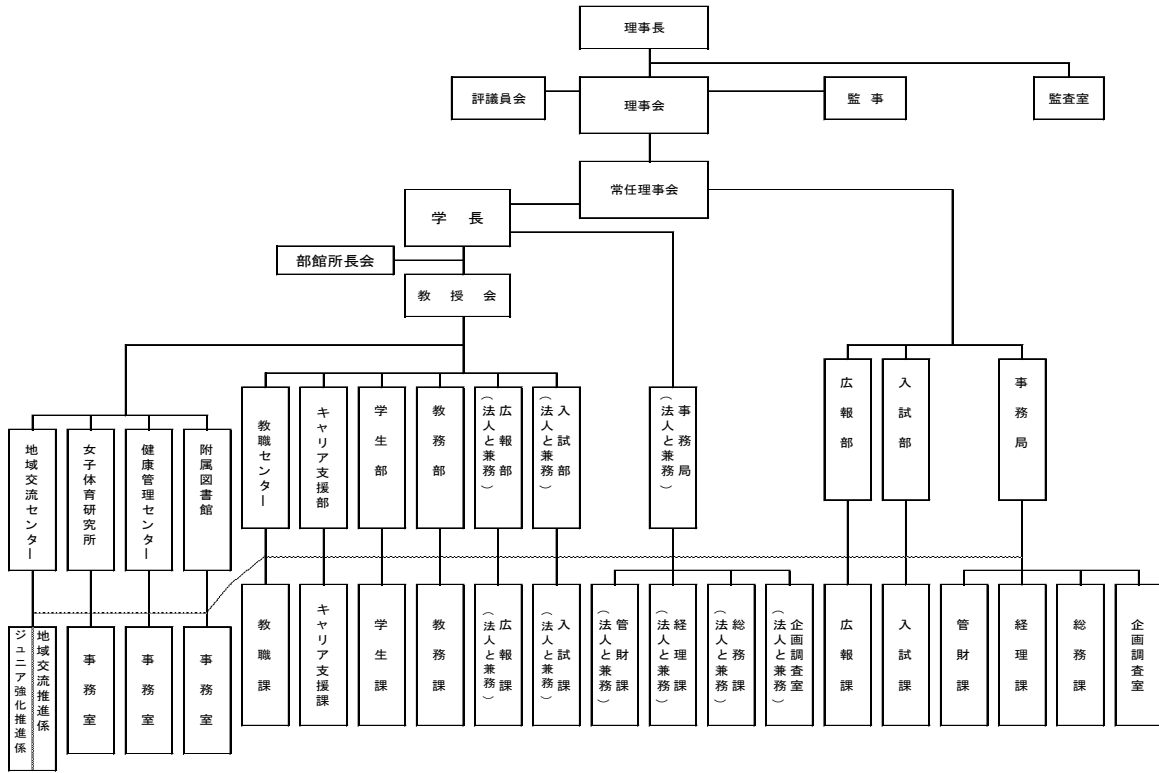 理事長
評議員会
理事会
監 事
監査室
常任理事会
学 長
部館所長会
教 授 会
広報部
入試部
事務局
教職センター
キャリア支援部
学生部
教務部
広報部
(法人と兼務)
入試部
(法人と兼務)
事務局
(法人と兼務)
地域交流センター
女子体育研究所
健康管理センター
附属図書館
教職課
キャリア支援課
学生課
教務課
広報課
(法人と兼務)
入試課
(法人と兼務)
管財課
(法人と兼務)
経理課
(法人と兼務)
総務課
(法人と兼務)
企画調査室
(法人と兼務)
広報課
入試課
管財課
経理課
総務課
企画調査室
地域交流推進係
ジュニア強化推進係
事務室
事務室
事務室